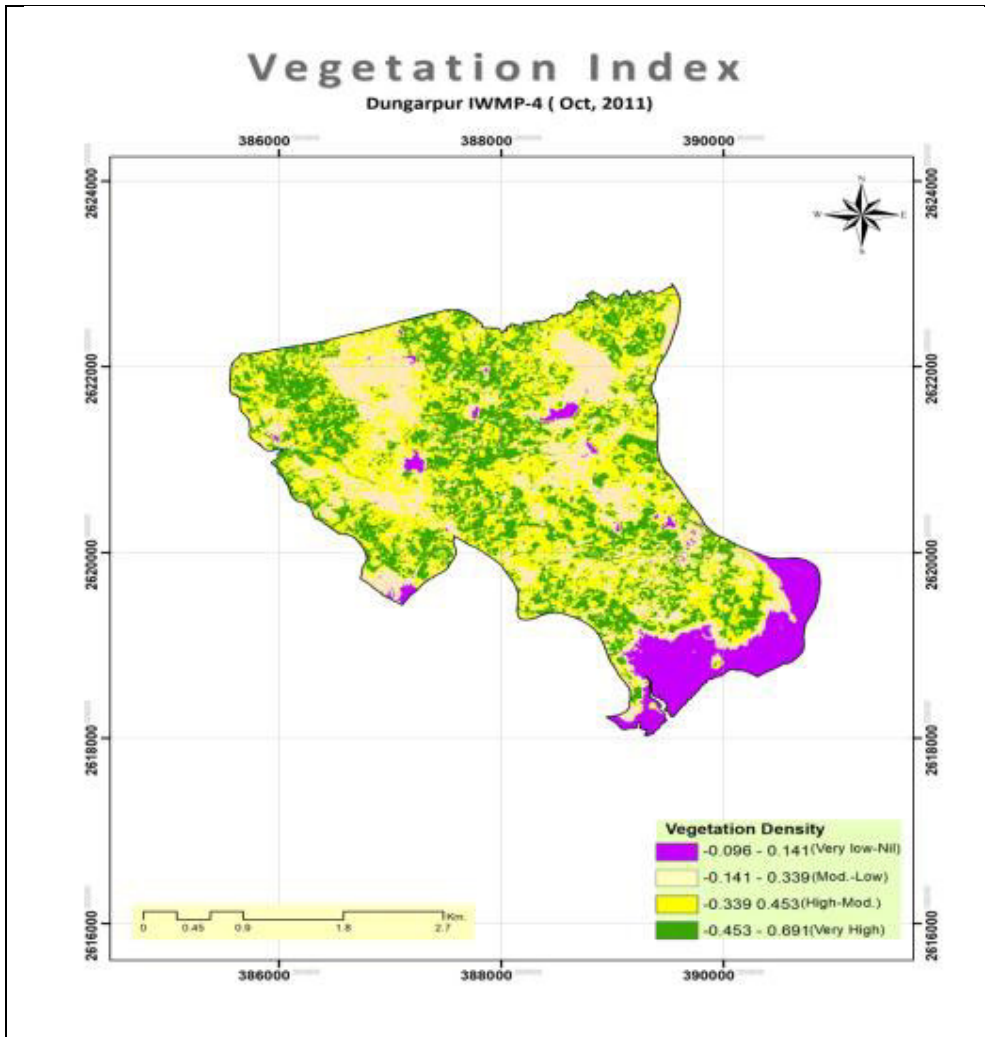 Vegetation Index
Dungarpur IWMP-4 ( Oct, 2011)
386000 388000 390000
2624000 2624000
N
W E
S
2622000 2622000
2620000 2620000
2618000 2618000
Vegetation Density
-0.096 - 0.141(Very low-Nil)
-0.141 - 0.339(Mod.-Low)
-0.339 0.453(High-Mod.)
-0.453 - 0.691(Very High)
Km.
0 0.45 0.9 1.8 2.7
2616000 2616000
386000 388000 390000